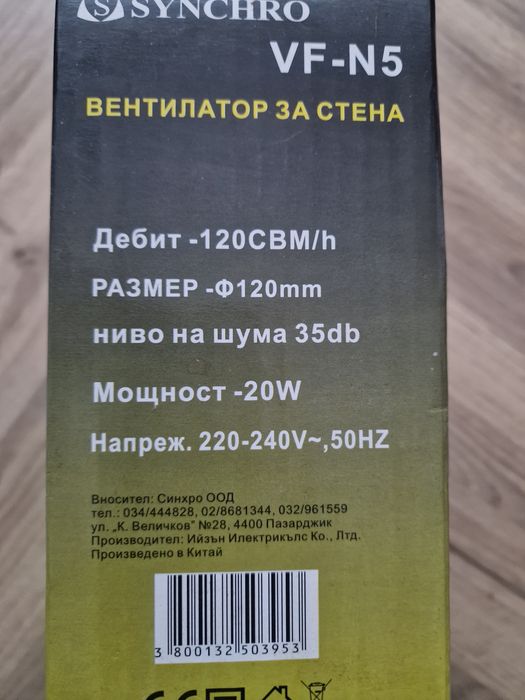 SYNCHRO
VF-N5
ВЕНТИЛАТОР ЗА СТЕНА
Дебит -120CBM/h
РАЗМЕР -Ф120mm
ниво на шума 35db
Мощност -20W
Напреж. 220-240V~,50HZ
Вносител: Синхро ООД
тел.: 034/444828, 02/8681344, 032/961559
ул. „К. Величков" №28, 4400 Пазарджик
Производител: Ийзън Илектрикълс Ко., Лтд.
Произведено в Китай
3 800132 503953